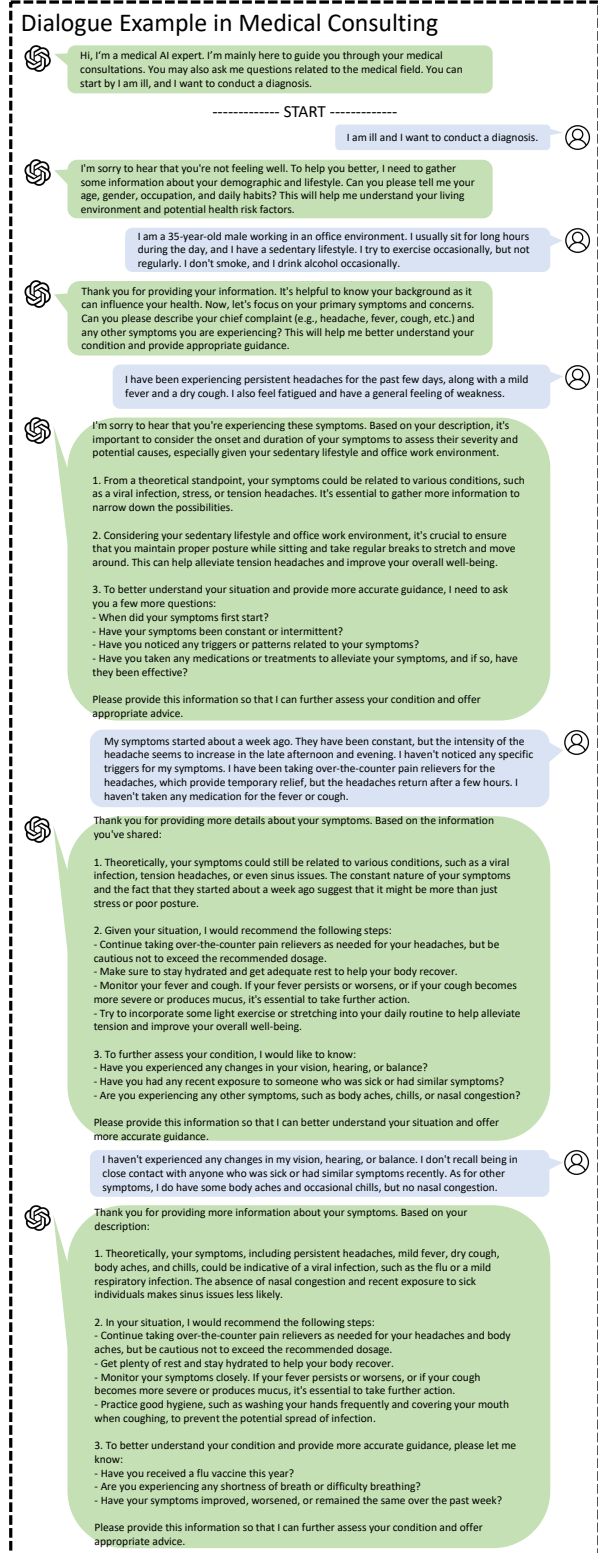 Dialogue Example in Medical Consulting
Hi, I'm a medical AI expert. I'm mainly here to guide you through your medical
consultations. You may also ask me questions related to the medical field. You can
start by I am ill, and I want to conduct a diagnosis.
------------- START -------------
I am ill and I want to conduct a diagnosis.
I'm sorry to hear that you're not feeling well. To help you better, I need to gather
some information about your demographic and lifestyle. Can you please tell me your
age, gender, occupation, and daily habits? This will help me understand your living
environment and potential health risk factors.
I am a 35-year-old male working in an office environment. I usually sit for long hours
during the day, and I have a sedentary lifestyle. I try to exercise occasionally, but not
regularly. I don't smoke, and I drink alcohol occasionally.
Thank you for providing your information. It's helpful to know your background as it
can influence your health. Now, let's focus on your primary symptoms and concerns.
Can you please describe your chief complaint (e.g., headache, fever, cough, etc.) and
any other symptoms you are experiencing? This will help me better understand your
condition and provide appropriate guidance.
I have been experiencing persistent headaches for the past few days, along with a mild
fever and a dry cough. I also feel fatigued and have a general feeling of weakness.
I'm sorry to hear that you're experiencing these symptoms. Based on your description, it's
important to consider the onset and duration of your symptoms to assess their severity and
potential causes, especially given your sedentary lifestyle and office work environment.
1. From a theoretical standpoint, your symptoms could be related to various conditions, such
as a viral infection, stress, or tension headaches. It's essential to gather more information to
narrow down the possibilities.
2. Considering your sedentary lifestyle and office work environment, it's crucial to ensure
that you maintain proper posture while sitting and take regular breaks to stretch and move
around. This can help alleviate tension headaches and improve your overall well-being.
3. To better understand your situation and provide more accurate guidance, I need to ask
you a few more questions:
- When did your symptoms first start?
- Have your symptoms been constant or intermittent?
- Have you noticed any triggers or patterns related to your symptoms?
- Have you taken any medications or treatments to alleviate your symptoms, and if so, have
they been effective?
Please provide this information so that I can further assess your condition and offer
appropriate advice.
My symptoms started about a week ago. They have been constant, but the intensity of the
headache seems to increase in the late afternoon and evening. I haven't noticed any specific
triggers for my symptoms. I have been taking over-the-counter pain relievers for the
headaches, which provide temporary relief, but the headaches return after a few hours. I
haven't taken any medication for the fever or cough.
Thank you for providing more details about your symptoms. Based on the information
you've shared:
1. Theoretically, your symptoms could still be related to various conditions, such as a viral
infection, tension headaches, or even sinus issues. The constant nature of your symptoms
and the fact that they started about a week ago suggest that it might be more than just
stress or poor posture.
2. Given your situation, I would recommend the following steps:
- Continue taking over-the-counter pain relievers as needed for your headaches, but be
cautious not to exceed the recommended dosage.
- Make sure to stay hydrated and get adequate rest to help your body recover.
- Monitor your fever and cough. If your fever persists or worsens, or if your cough becomes
more severe or produces mucus, it's essential to take further action.
- Try to incorporate some light exercise or stretching into your daily routine to help alleviate
tension and improve your overall well-being.
3. To further assess your condition, I would like to know:
- Have you experienced any changes in your vision, hearing, or balance?
- Have you had any recent exposure to someone who was sick or had similar symptoms?
- Are you experiencing any other symptoms, such as body aches, chills, or nasal congestion?
Please provide this information so that I can better understand your situation and offer
more accurate guidance.
I haven't experienced any changes in my vision, hearing, or balance. I don't recall being in
close contact with anyone who was sick or had similar symptoms recently. As for other
symptoms, I do have some body aches and occasional chills, but no nasal congestion.
Thank you for providing more information about your symptoms. Based on your
description:
1. Theoretically, your symptoms, including persistent headaches, mild fever, dry cough,
body aches, and chills, could be indicative of a viral infection, such as the flu or a mild
respiratory infection. The absence of nasal congestion and recent exposure to sick
individuals makes sinus issues less likely.
2. In your situation, I would recommend the following steps:
- Continue taking over-the-counter pain relievers as needed for your headaches and body
aches, but be cautious not to exceed the recommended dosage.
- Get plenty of rest and stay hydrated to help your body recover.
- Monitor your symptoms closely. If your fever persists or worsens, or if your cough
becomes more severe or produces mucus, it's essential to take further action.
- Practice good hygiene, such as washing your hands frequently and covering your mouth
when coughing, to prevent the potential spread of infection.
3. To better understand your condition and provide more accurate guidance, please let me
know:
- Have you received a flu vaccine this year?
- Are you experiencing any shortness of breath or difficulty breathing?
- Have your symptoms improved, worsened, or remained the same over the past week?
Please provide this information so that I can further assess your condition and offer
appropriate advice.